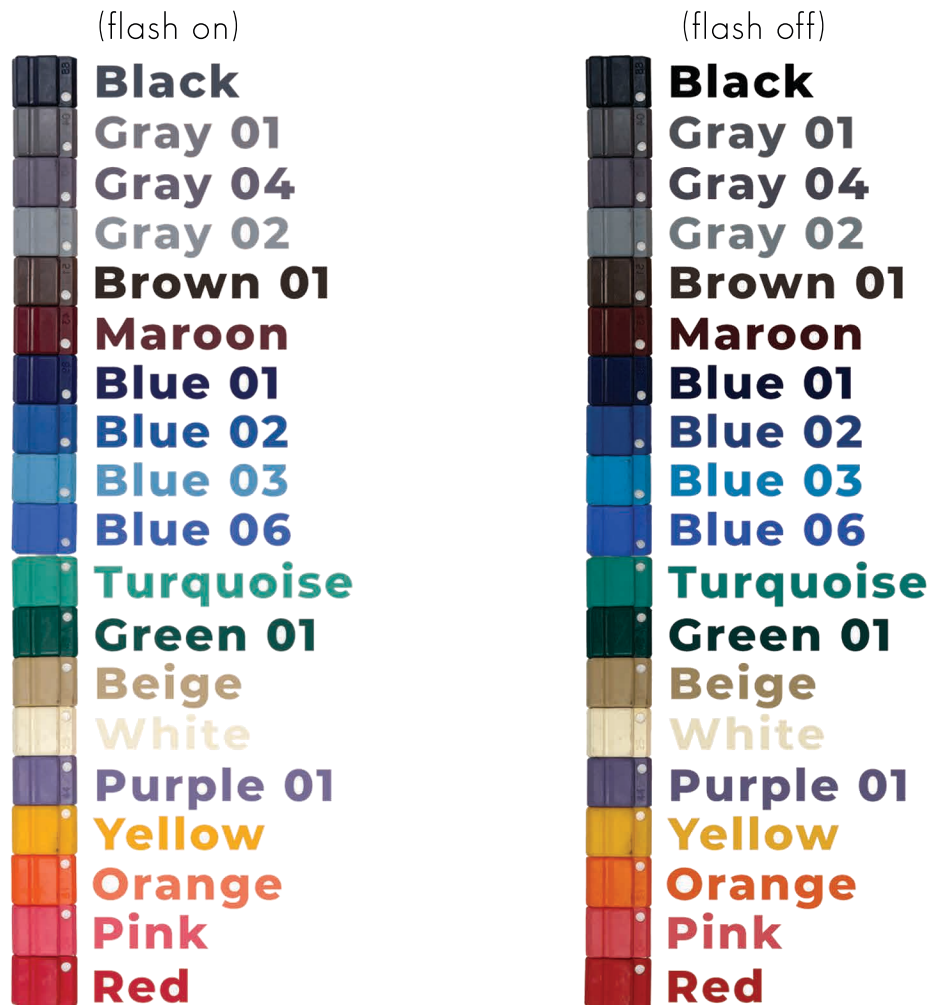 (flash on)
Black
Gray 01
Gray 04
Gray 02
Brown 01
Maroon
Blue 01
Blue 02
Blue 03
Blue 06
Turquoise
Green 01
Beige
White
Purple 01
Yellow
Orange
Pink
Red
(flash off)
Black
Gray 01
Gray 04
Gray 02
Brown 01
Maroon
Blue 01
Blue 02
Blue 03
Blue 06
Turquoise
Green 01
Beige
White
Purple 01
Yellow
Orange
Pink
Red